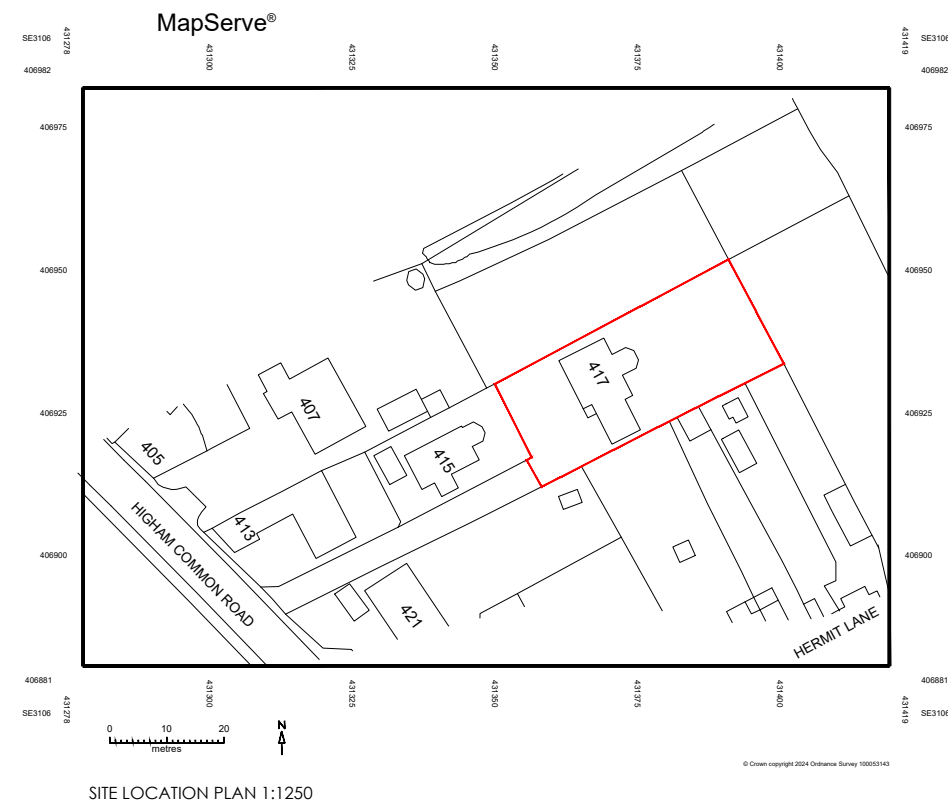 MapServe®
SE3106 431278 431300 431325 431350 431375 431400 431419 SE3106
406982 406982
406975 406975
406950 406950
417
407
406925 406925
415
405
413
HIGHAM COMMON ROAD
406900 406900
421
HERMIT LANE
406881 406881
SE3106 431278 431300 431325 431350 431375 431400 431419 SE3106
0 10 20
metres
N
© Crown copyright 2024 Ordnance Survey 100053143
SITE LOCATION PLAN 1:1250